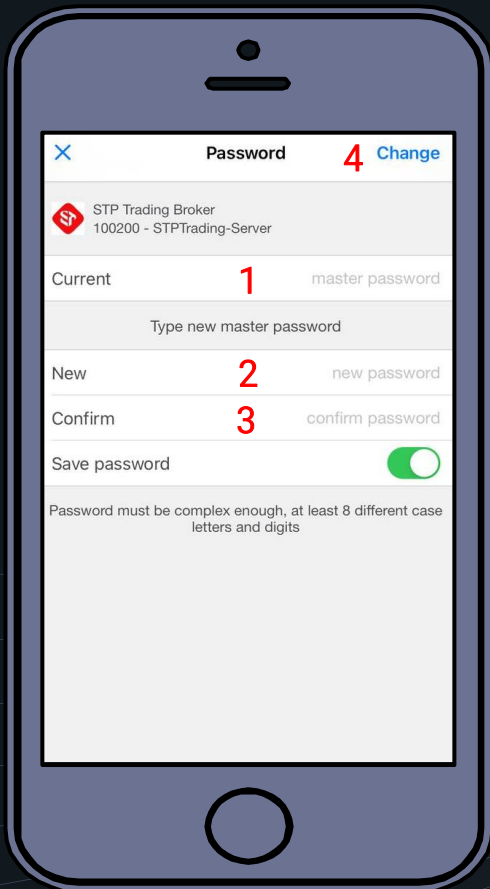 Password
4
Change
ST
STP Trading Broker
100200 - STPTrading-Server
Current 1 master password
Type new master password
New 2 new password
Confirm 3 confirm password
Save password
Password must be complex enough, at least 8 different case
letters and digits